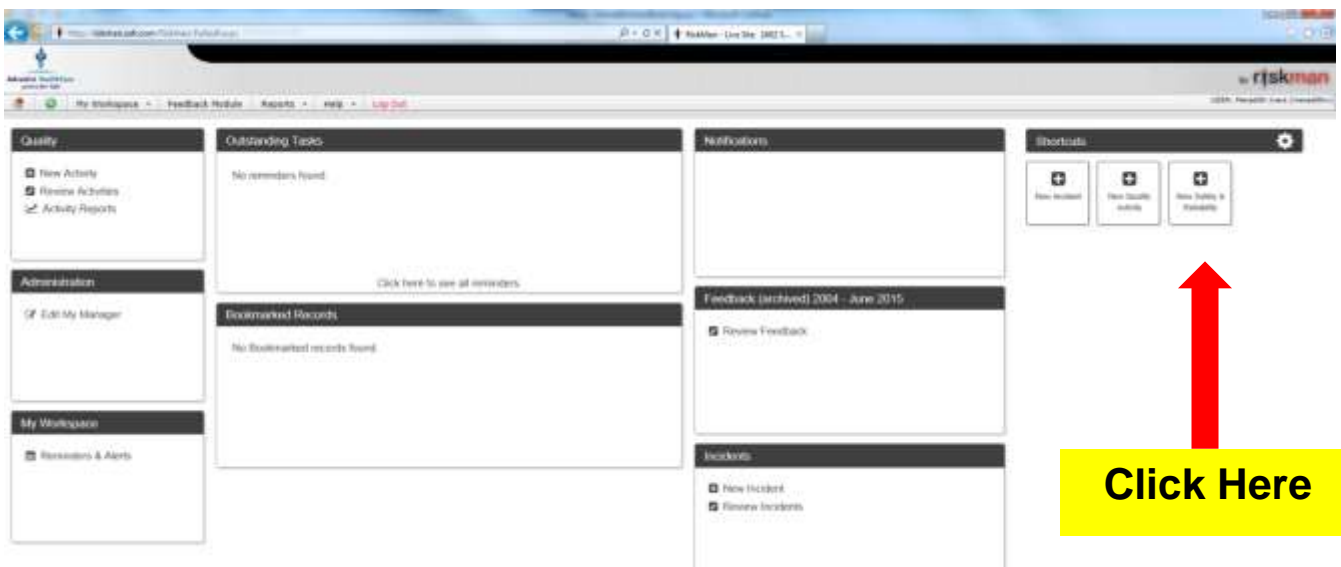 riskman
My Workspace
Feedback Module
Reports
Help
Log Out
Quality
New Activity
Review Activities
Activity Reports
Administration
Edit My Manager
My Workspace
Reminders & Alerts
Outstanding Tasks
No reminders found.
Click here to see all reminders.
Bookmarked Records
No Bookmarked records found.
Notifications
Feedback (archived) 2004 - June 2015
Review Feedback
Incidents
New Incident
Review Incidents
Shortcuts
New Incident
New Quality
Activity
New Safety &
Click Here